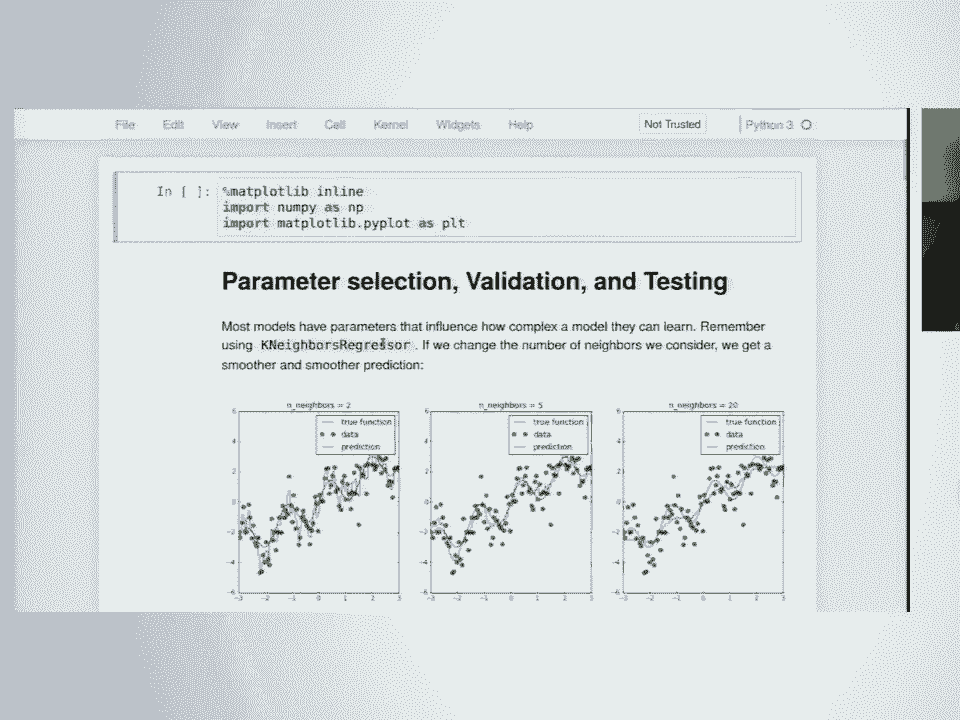 File Edit View Insert Cell Kernel Widgets Help Not Trusted Python 3
In [ ]: %matplotlib inline
import numpy as np
import matplotlib.pyplot as plt
Parameter selection, Validation, and Testing
Most models have parameters that influence how complex a model they can learn. Remember
using KNeighborsRegressor . If we change the number of neighbors we consider, we get a
smoother and smoother prediction:
n_neighbors = 2 n_neighbors = 5 n_neighbors = 20
true function true function true function
data data data
prediction prediction prediction
6 6 6
4 4 4
2 2 2
0 0 0
-2 -2 -2
-4 -4 -4
-6 -6 -6
-3 -2 -1 0 1 2 3 -3 -2 -1 0 1 2 3 -3 -2 -1 0 1 2 3